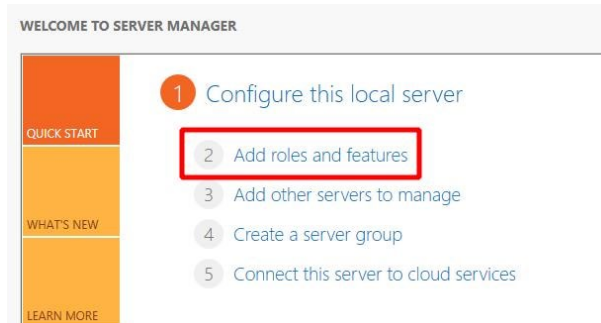 WELCOME TO SERVER MANAGER
1 Configure this local server
QUICK START
2 Add roles and features
3 Add other servers to manage
WHAT'S NEW
4 Create a server group
5 Connect this server to cloud services
LEARN MORE